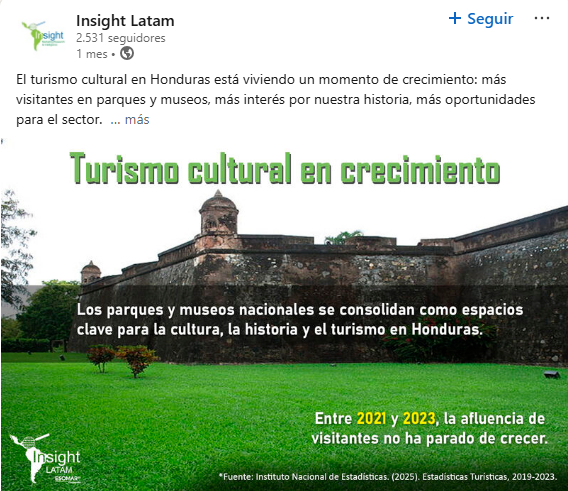 Insight Latam
+ Seguir
2.531 seguidores
1 mes •
El turismo cultural en Honduras está viviendo un momento de crecimiento: más
visitantes en parques y museos, más interés por nuestra historia, más oportunidades
para el sector. ... más
Turismo cultural en crecimiento
Los parques y museos nacionales se consolidan como espacios
clave para la cultura, la historia y el turismo en Honduras.
Entre 2021 y 2023, la afluencia de
visitantes no ha parado de crecer.
Insight
LATAM
ESOMAR
*Fuente: Instituto Nacional de Estadísticas. (2025). Estadísticas Turisticas, 2019-2023.